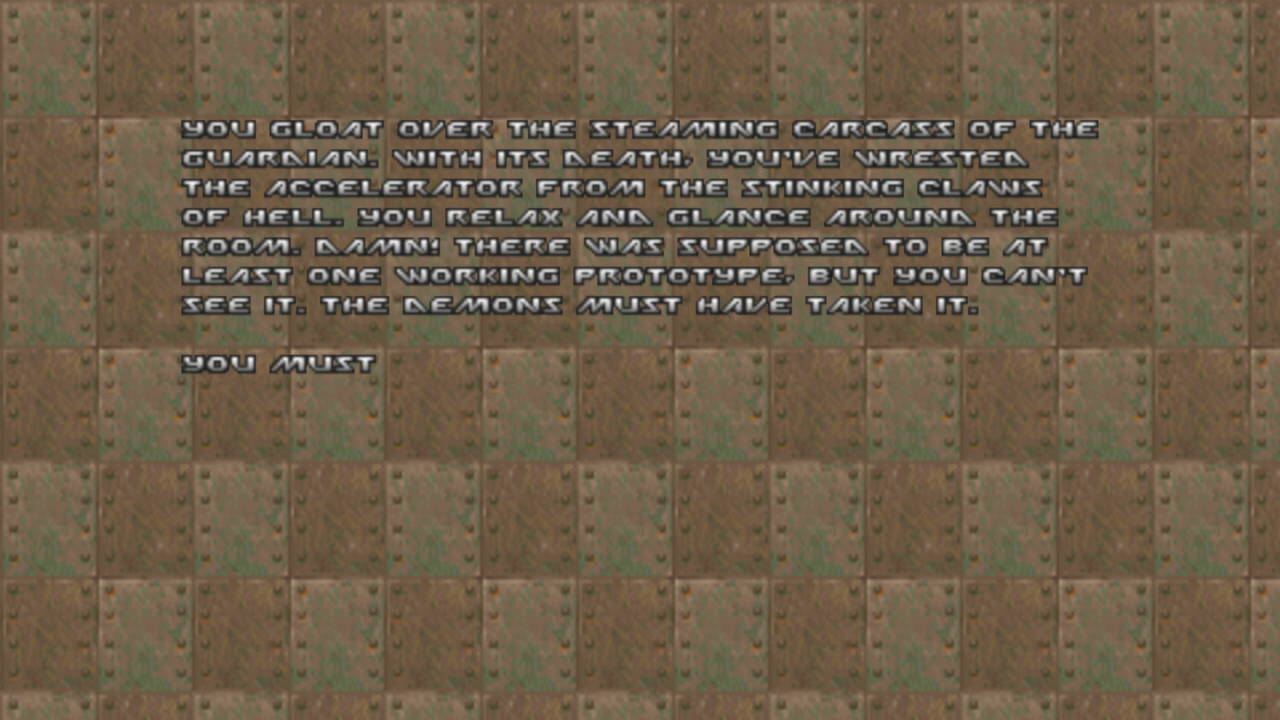 YOU GLOAT OVER THE STEAMING CARCASS OF THE
GUARDIAN. WITH ITS DEATH, YOU'VE WRESTED
THE ACCELERATOR FROM THE STINKING CLAWS
OF HELL. YOU RELAX AND GLANCE AROUND THE
ROOM. DAMN! THERE WAS SUPPOSED TO BE AT
LEAST ONE WORKING PROTOTYPE, BUT YOU CAN'T
SEE IT. THE DEMONS MUST HAVE TAKEN IT.
YOU MUST